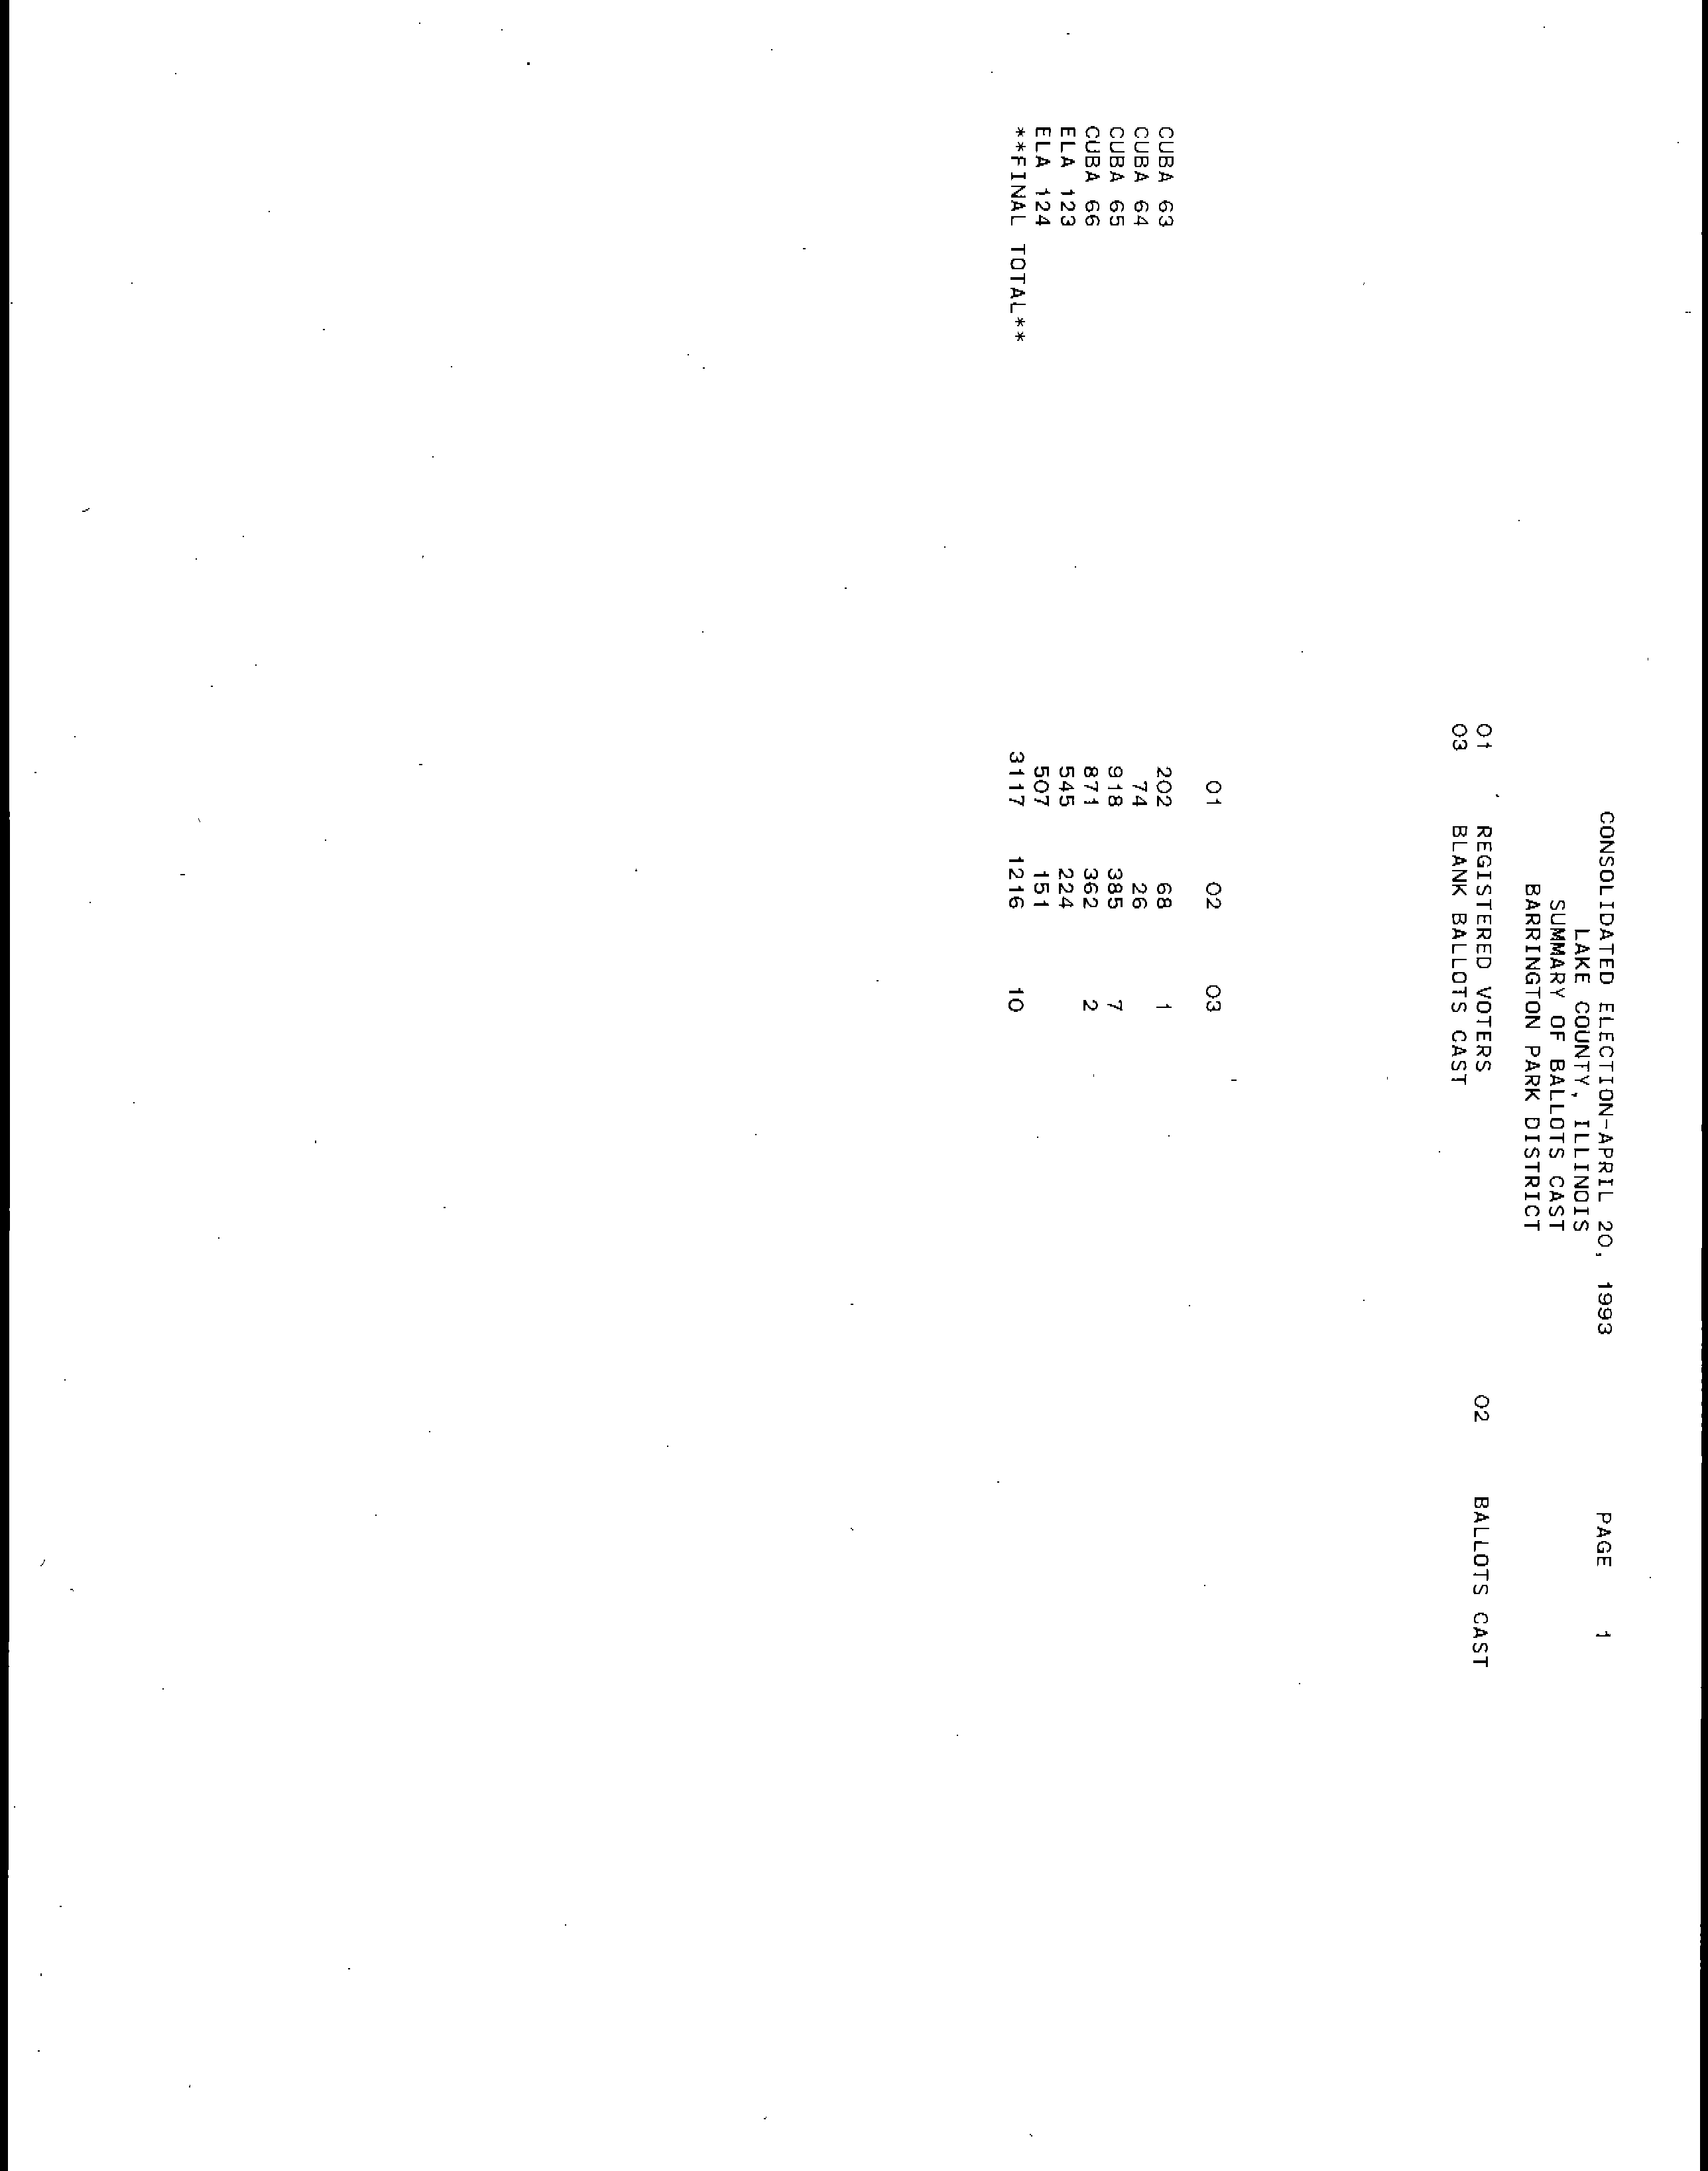 CONSOLIDATED ELECTION-APRIL 20, 1993 PAGE 1
LAKE COUNTY, ILLINOIS
SUMMARY OF BALLOTS CAST
BARRINGTON PARK DISTRICT
01 REGISTERED VOTERS 02 BALLOTS CAST
03 BLANK BALLOTS CAST
01 02 03
CUBA 63 202 68 1
CUBA 64 74 26
CUBA 65 918 385 7
CUBA 66 871 362 2
ELA 123 545 224
ELA 124 507 151
**FINAL TOTAL** 3117 1216 10